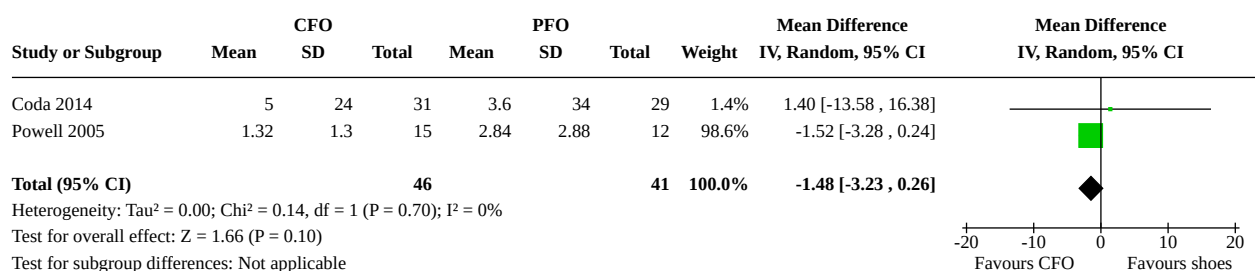 CFO PFO Mean Difference Mean Difference
Study or Subgroup Mean SD Total Mean SD Total Weight IV, Random, 95% CI IV, Random, 95% CI
Coda 2014 5 24 31 3.6 34 29 1.4% 1.40 [-13.58 , 16.38]
Powell 2005 1.32 1.3 15 2.84 2.88 12 98.6% -1.52 [-3.28 , 0.24]
Total (95% CI) 46 41 100.0% -1.48 [-3.23 , 0.26]
Heterogeneity: Tau² = 0.00; Chi² = 0.14, df = 1 (P = 0.70); I² = 0%
Test for overall effect: Z = 1.66 (P = 0.10)
Test for subgroup differences: Not applicable
-20 -10 0 10 20
Favours CFO Favours shoes